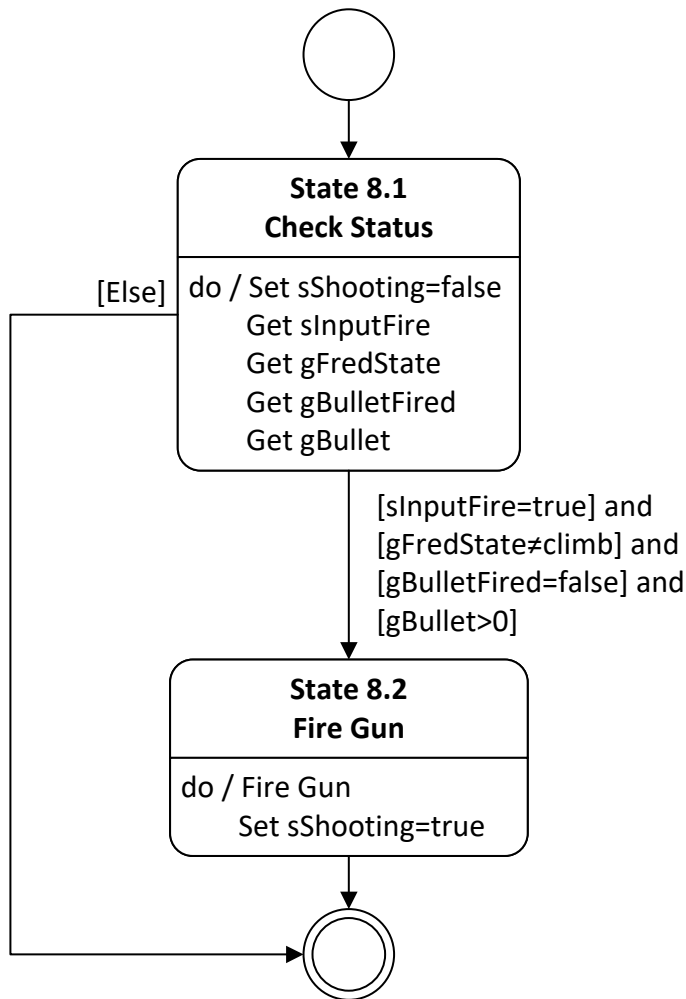 State 8.1
Check Status
[Else]
do / Set sShooting=false
Get sInputFire
Get gFredState
Get gBulletFired
Get gBullet
[sInputFire=true] and
[gFredState≠climb] and
[gBulletFired=false] and
[gBullet>0]
State 8.2
Fire Gun
do / Fire Gun
Set sShooting=true